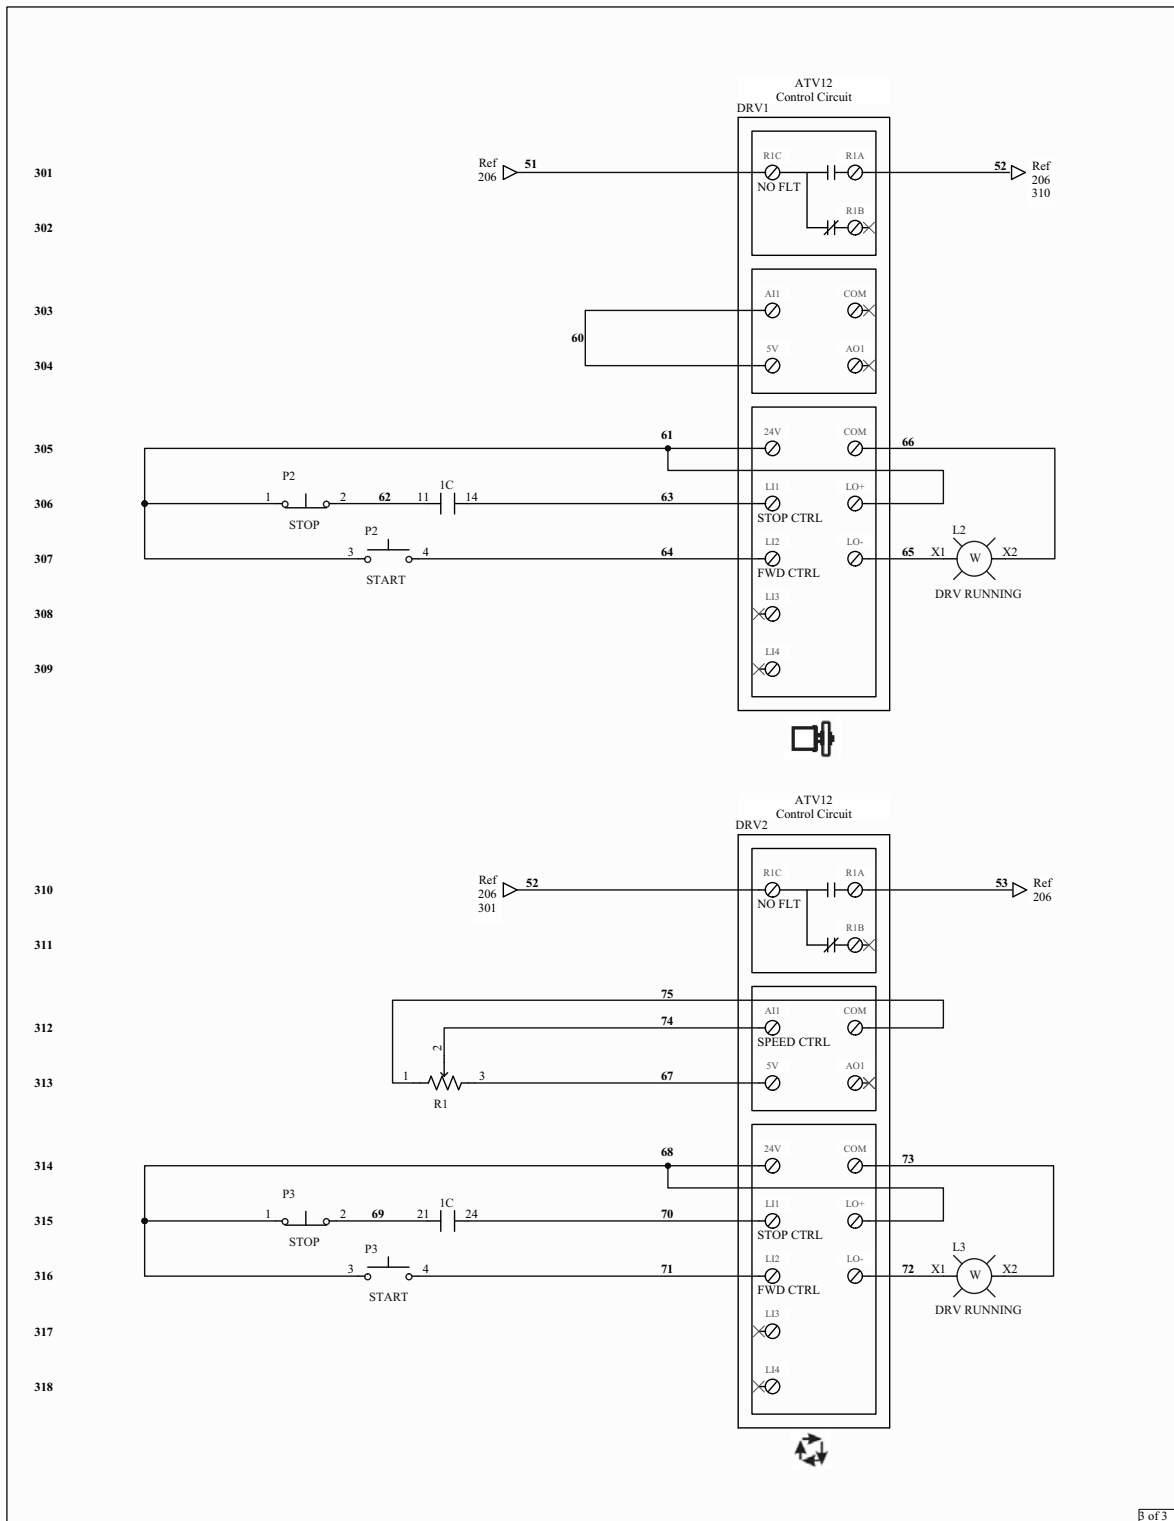 ATV12
Control Circuit
DRV1
R1C
R1A
301
Ref
206
51
52
Ref
206
310
NO FLT
302
R1B
303
AI1
COM
60
304
5V
AO1
305
61
24V
COM
66
306
P2
1
2
62
11
1C
14
63
LI1
LO+
STOP
STOP CTRL
307
P2
3
4
64
LI2
LO-
65
X1
L2
W
X2
START
FWD CTRL
DRV RUNNING
308
LI3
309
LI4
ATV12
Control Circuit
DRV2
R1C
R1A
310
Ref
206
301
52
53
Ref
206
NO FLT
311
R1B
75
312
74
AI1
COM
SPEED CTRL
2
313
1
3
67
5V
AO1
R1
314
68
24V
COM
73
315
P3
1
2
69
21
1C
24
70
LI1
LO+
STOP
STOP CTRL
316
P3
3
4
71
LI2
LO-
72
X1
L3
W
X2
START
FWD CTRL
DRV RUNNING
317
LI3
318
LI4
3 of 3